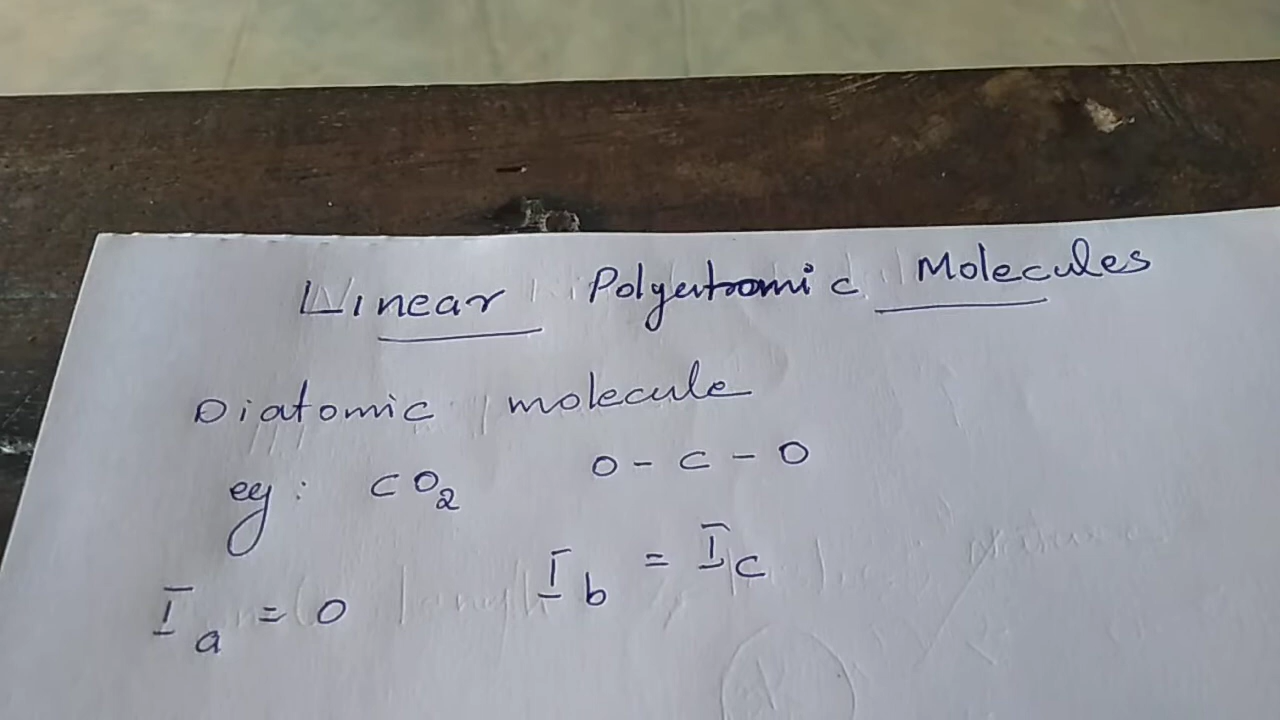 Linear Polyatomic Molecules
Diatomic molecule
eg: CO2 O-C-O
Ia = 0 Ib = Ic